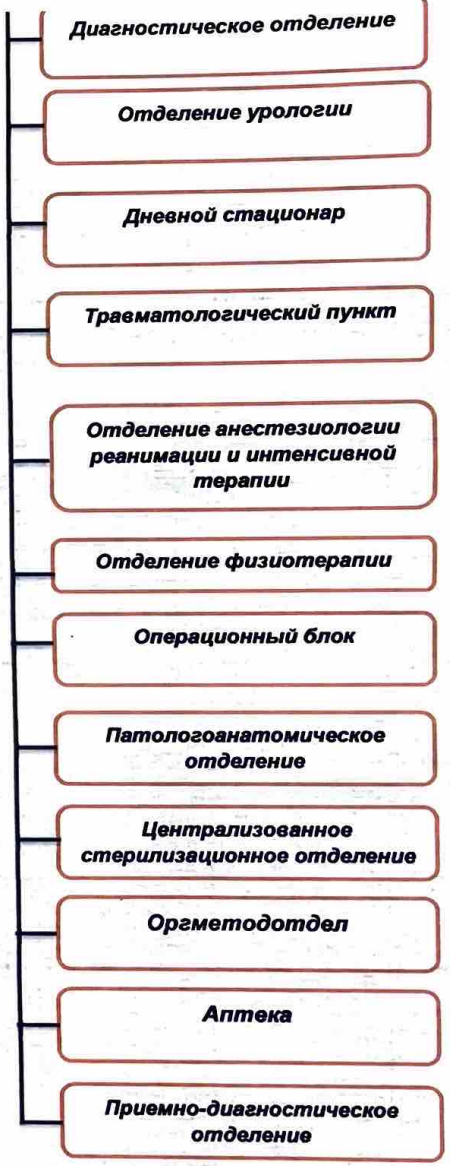 Диагностическое отделение
Отделение урологии
Дневной стационар
Травматологический пункт
Отделение анестезиологии
реанимации и интенсивной
терапии
Отделение физиотерапии
Операционный блок
Патологоанатомическое
отделение
Централизованное
стерилизационное отделение
Оргметодотдел
Аптека
Приемно-диагностическое
отделение